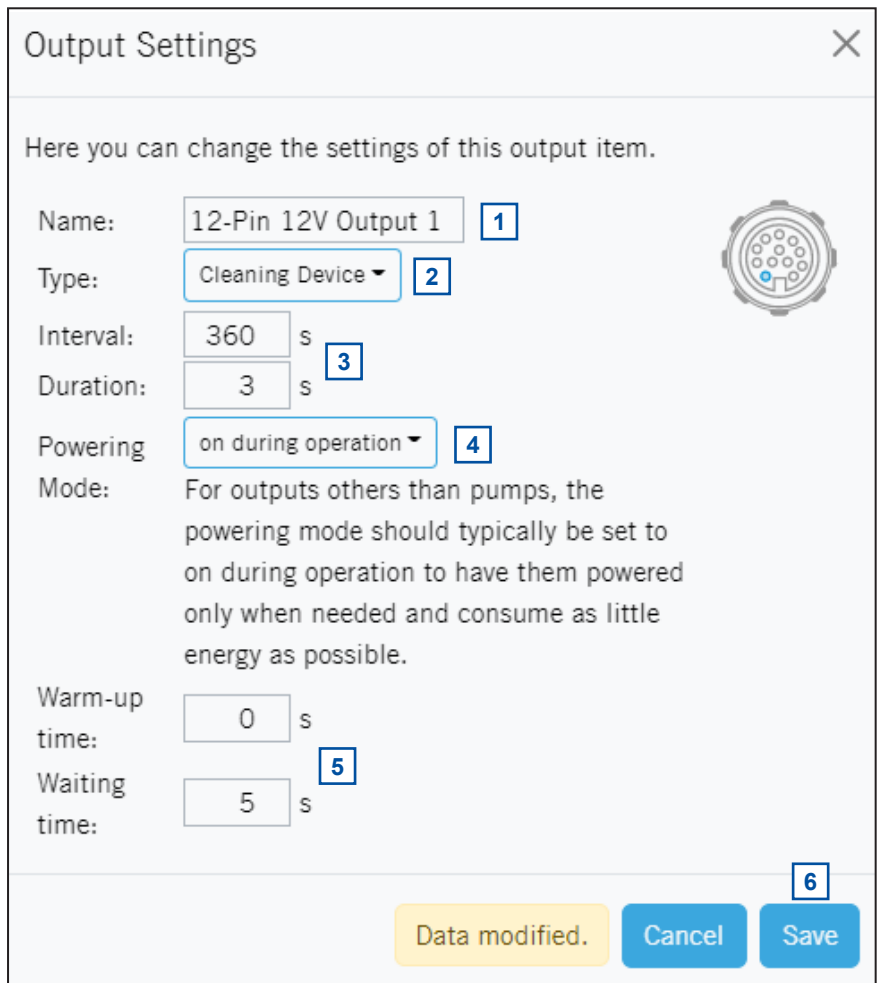 Output Settings
Here you can change the settings of this output item.
Name: 12-Pin 12V Output 1 1
Type: Cleaning Device 2
Interval: 360 s
3
Duration: 3 s
Powering on during operation 4
Mode: For outputs others than pumps, the
powering mode should typically be set to
on during operation to have them powered
only when needed and consume as little
energy as possible.
Warm-up
time: 0 s
5
Waiting
time: 5 s
6
Data modified. Cancel Save